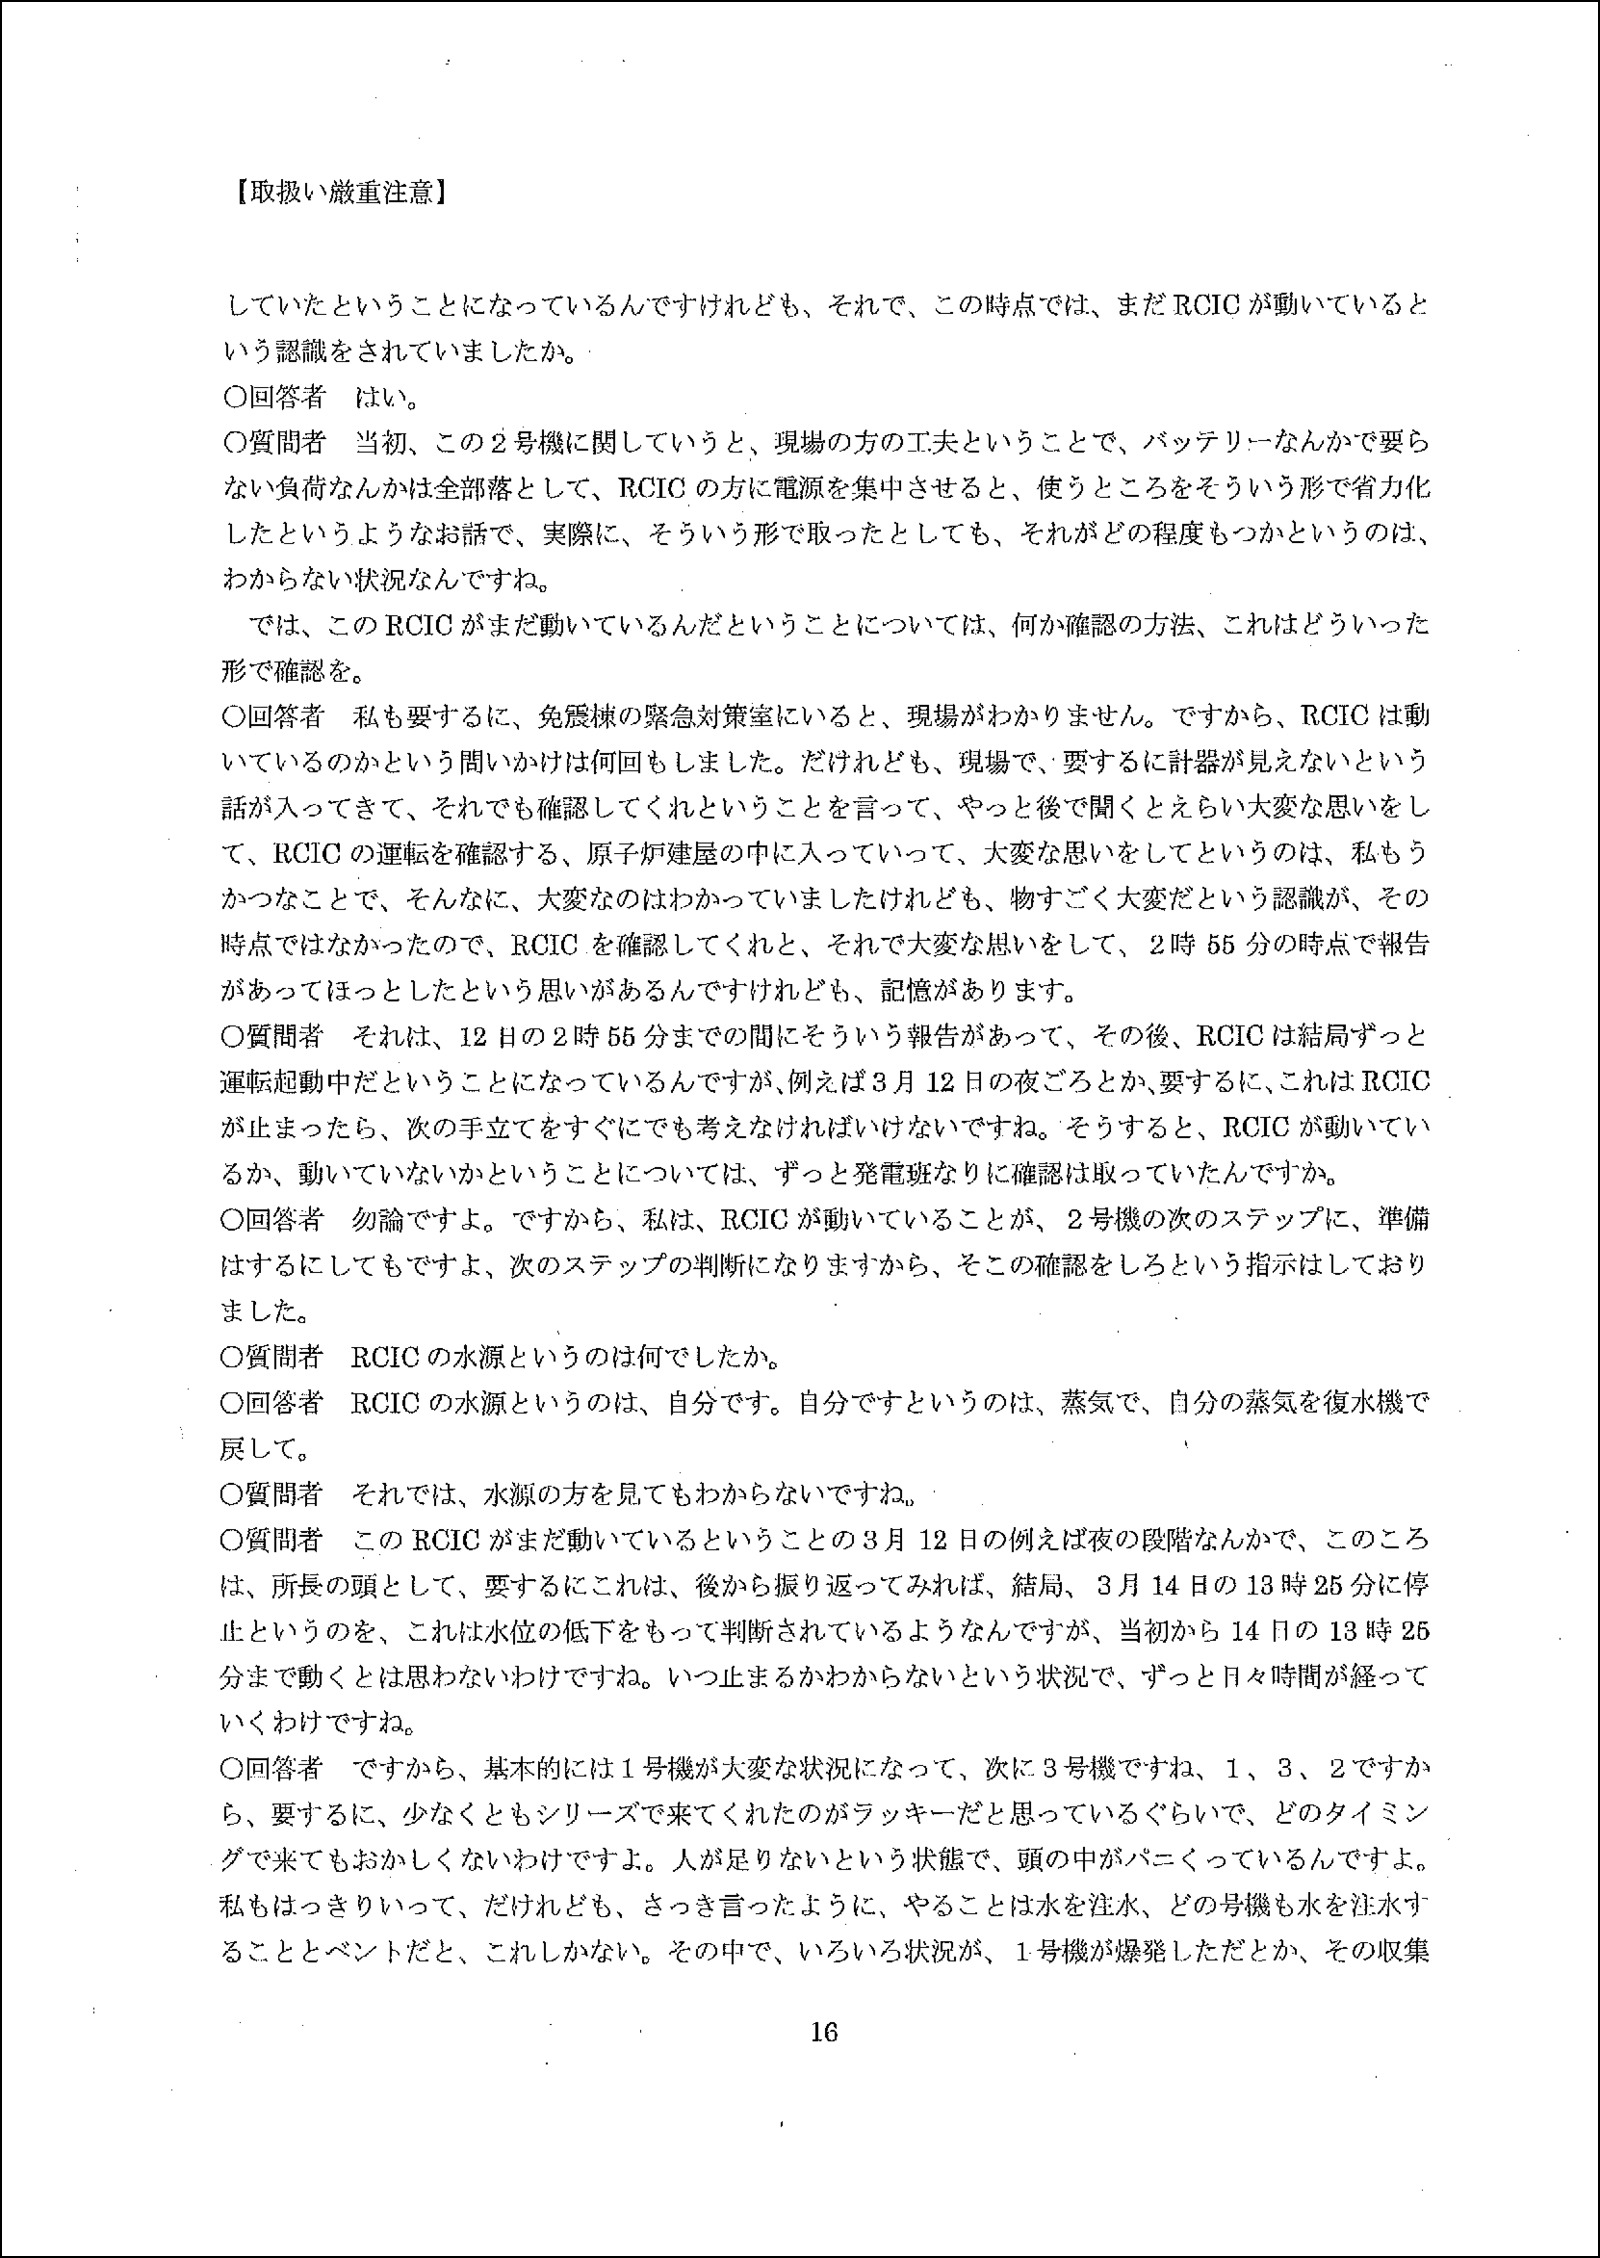 【取扱い厳重注意】
していたということになっているんですけれども、それで、この時点では、まだ RCIC が動いていると
いう認識をされていましたか。
〇回答者　はい。
〇質問者　当初、この２号機に関していうと、現場の方の工夫ということで、バッテリーなんかで要ら
ない負荷なんかは全部落として、RCIC の方に電源を集中させると、使うところをそういう形で省力化
したというようなお話で、実際に、そういう形で取ったとしても、それがどの程度もつかというのは、
わからない状況なんですね。
　では、この RCIC がまだ動いているんだということについては、何か確認の方法、これはどういった
形で確認を。
〇回答者　私も要するに、免震棟の緊急対策室にいると、現場がわかりません。ですから、RCIC は動
いているのかという問いかけは何回もしました。だけれども、現場で、要するに計器が見えないという
話が入ってきて、それでも確認してくれということを言って、やっと後で聞くとえらい大変な思いをし
て、RCIC の運転を確認する、原子炉建屋の中に入っていって、大変な思いをしてというのは、私もう
かつなことで、そんなに、大変なのはわかっていましたけれども、物すごく大変だという認識が、その
時点ではなかったので、RCIC を確認してくれと、それで大変な思いをして、２時 55 分の時点で報告
があってほっとしたという思いがあるんですけれども、記憶があります。
〇質問者　それは、12 日の２時 55 分までの間にそういう報告があって、その後、RCIC は結局ずっと
運転起動中だということになっているんですが、例えば３月 12 日の夜ごろとか、要するに、これは RCIC
が止まったら、次の手立てをすぐにでも考えなければいけないですね。そうすると、RCIC が動いてい
るか、動いていないかということについては、ずっと発電班なりに確認は取っていたんですか。
〇回答者　勿論ですよ。ですから、私は、RCIC が動いていることが、２号機の次のステップに、準備
はするにしてもですよ、次のステップの判断になりますから、そこの確認をしろという指示はしており
ました。
〇質問者　RCIC の水源というのは何でしたか。
〇回答者　RCIC の水源というのは、自分です。自分ですというのは、蒸気で、自分の蒸気を復水機で
戻して。
〇質問者　それでは、水源の方を見てもわからないですね。
〇質問者　この RCIC がまだ動いているということの３月 12 日の例えば夜の段階なんかで、このころ
は、所長の頭として、要するにこれは、後から振り返ってみれば、結局、３月 14 日の 13 時 25 分に停
止というのを、これは水位の低下をもって判断されているようなんですが、当初から 14 日の 13 時 25
分まで動くとは思わないわけですね。いつ止まるかわからないという状況で、ずっと日々時間が経って
いくわけですね。
〇回答者　ですから、基本的には１号機が大変な状況になって、次に３号機ですね、１、３、２ですか
ら、要するに、少なくともシリーズで来てくれたのがラッキーだと思っているぐらいで、どのタイミン
グで来てもおかしくないわけですよ。人が足りないという状態で、頭の中がパニくっているんですよ。
私もはっきりいって、だけれども、さっき言ったように、やることは水を注水、どの号機も水を注水す
ることとベントだと、これしかない。その中で、いろいろ状況が、１号機が爆発しただとか、その収集
16